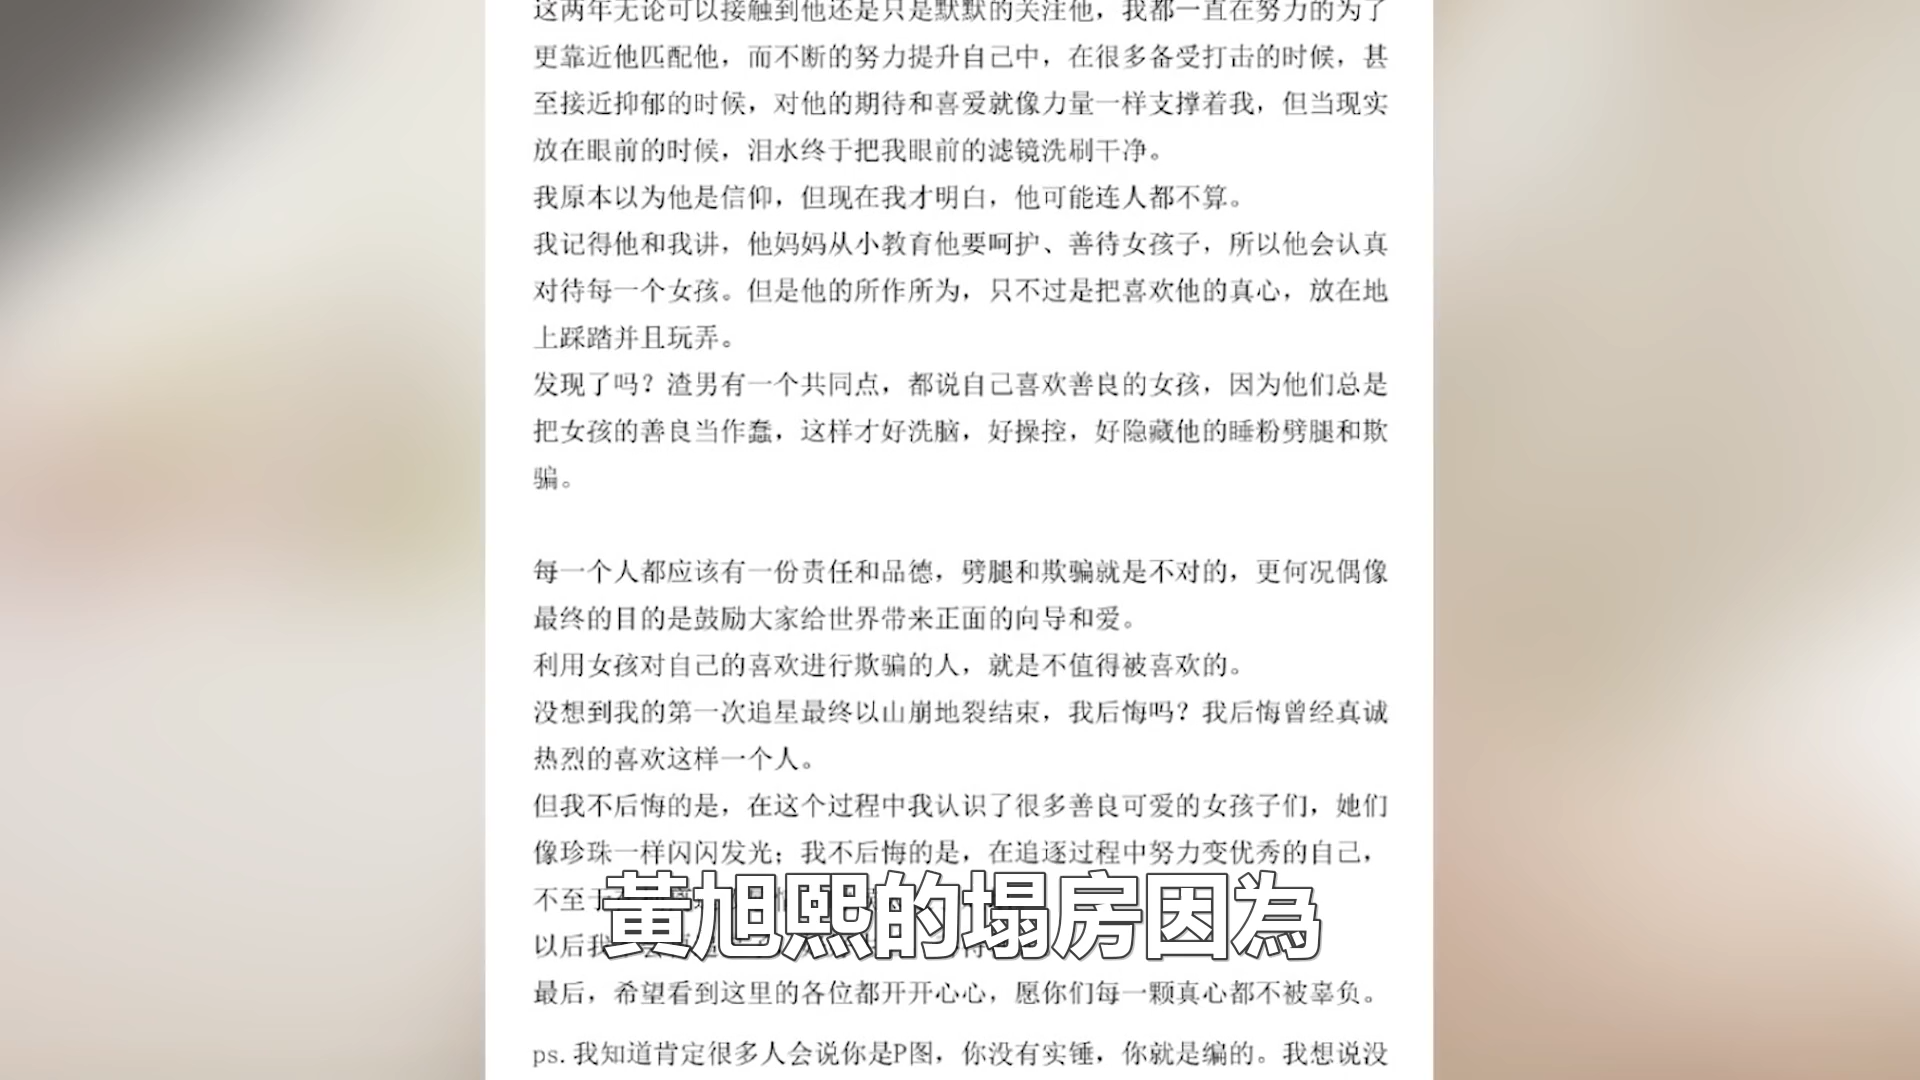 这两年无论可以接触到他还是只是默默的关注他，我都一直在努力的为了
更靠近他匹配他，而不断的努力提升自己中，在很多备受打击的时候，甚
至接近抑郁的时候，对他的期待和喜爱就像力量一样支撑着我，但当现实
放在眼前的时候，泪水终于把我眼前的滤镜洗刷干净。
我原本以为他是信仰，但现在我才明白，他可能连人都不算。
我记得他和我讲，他妈妈从小教育他要呵护、善待女孩子，所以他会认真
对待每一个女孩。但是他的所作所为，只不过是把喜欢他的真心，放在地
上踩踏并且玩弄。
发现了吗？渣男有一个共同点，都说自己喜欢善良的女孩，因为他们总是
把女孩的善良当作蠢，这样才好洗脑，好操控，好隐藏他的睡粉劈腿和欺
骗。
每一个人都应该有一份责任和品德，劈腿和欺骗就是不对的，更何况偶像
最终的目的是鼓励大家给世界带来正面的向导和爱。
利用女孩对自己的喜欢进行欺骗的人，就是不值得被喜欢的。
没想到我的第一次追星最终以山崩地裂结束，我后悔吗？我后悔曾经真诚
热烈的喜欢这样一个人。
但我不后悔的是，在这个过程中我认识了很多善良可爱的女孩子们，她们
像珍珠一样闪闪发光；我不后悔的是，在追逐过程中努力变优秀的自己，
不至于
黃旭熙的塌房因為
以后我
最后，希望看到这里的各位都开开心心，愿你们每一颗真心都不被辜负。
ps.我知道肯定很多人会说你是P图，你没有实锤，你就是编的。我想说没